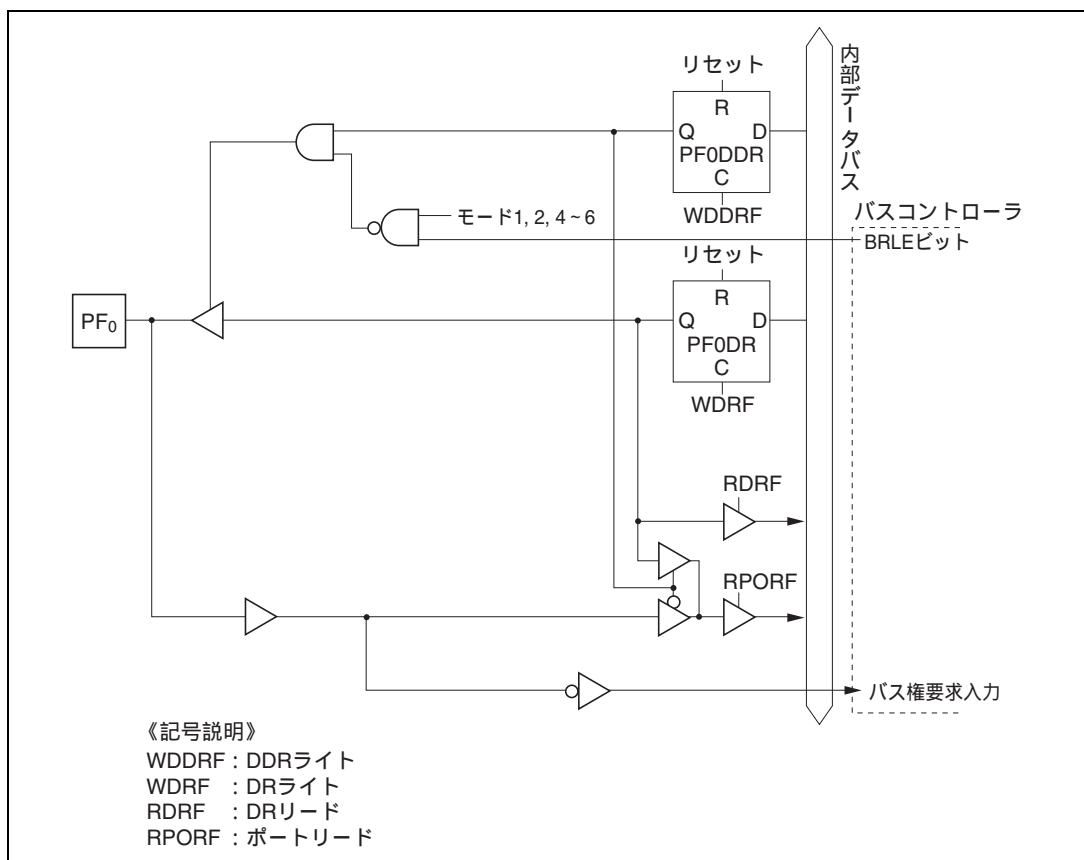 リセット
R
Q D
PF0DDR
C
WDDRF
内部データバス
モード1, 2, 4~6
バスコントローラ
BRLEビット
リセット
R
Q D
PF0DR
C
WDRF
PF0
RDRF
RPORF
バス権要求入力
《記号説明》
WDDRF : DDRライト
WDRF : DRライト
RDRF : DRリード
RPORF : ポートリード